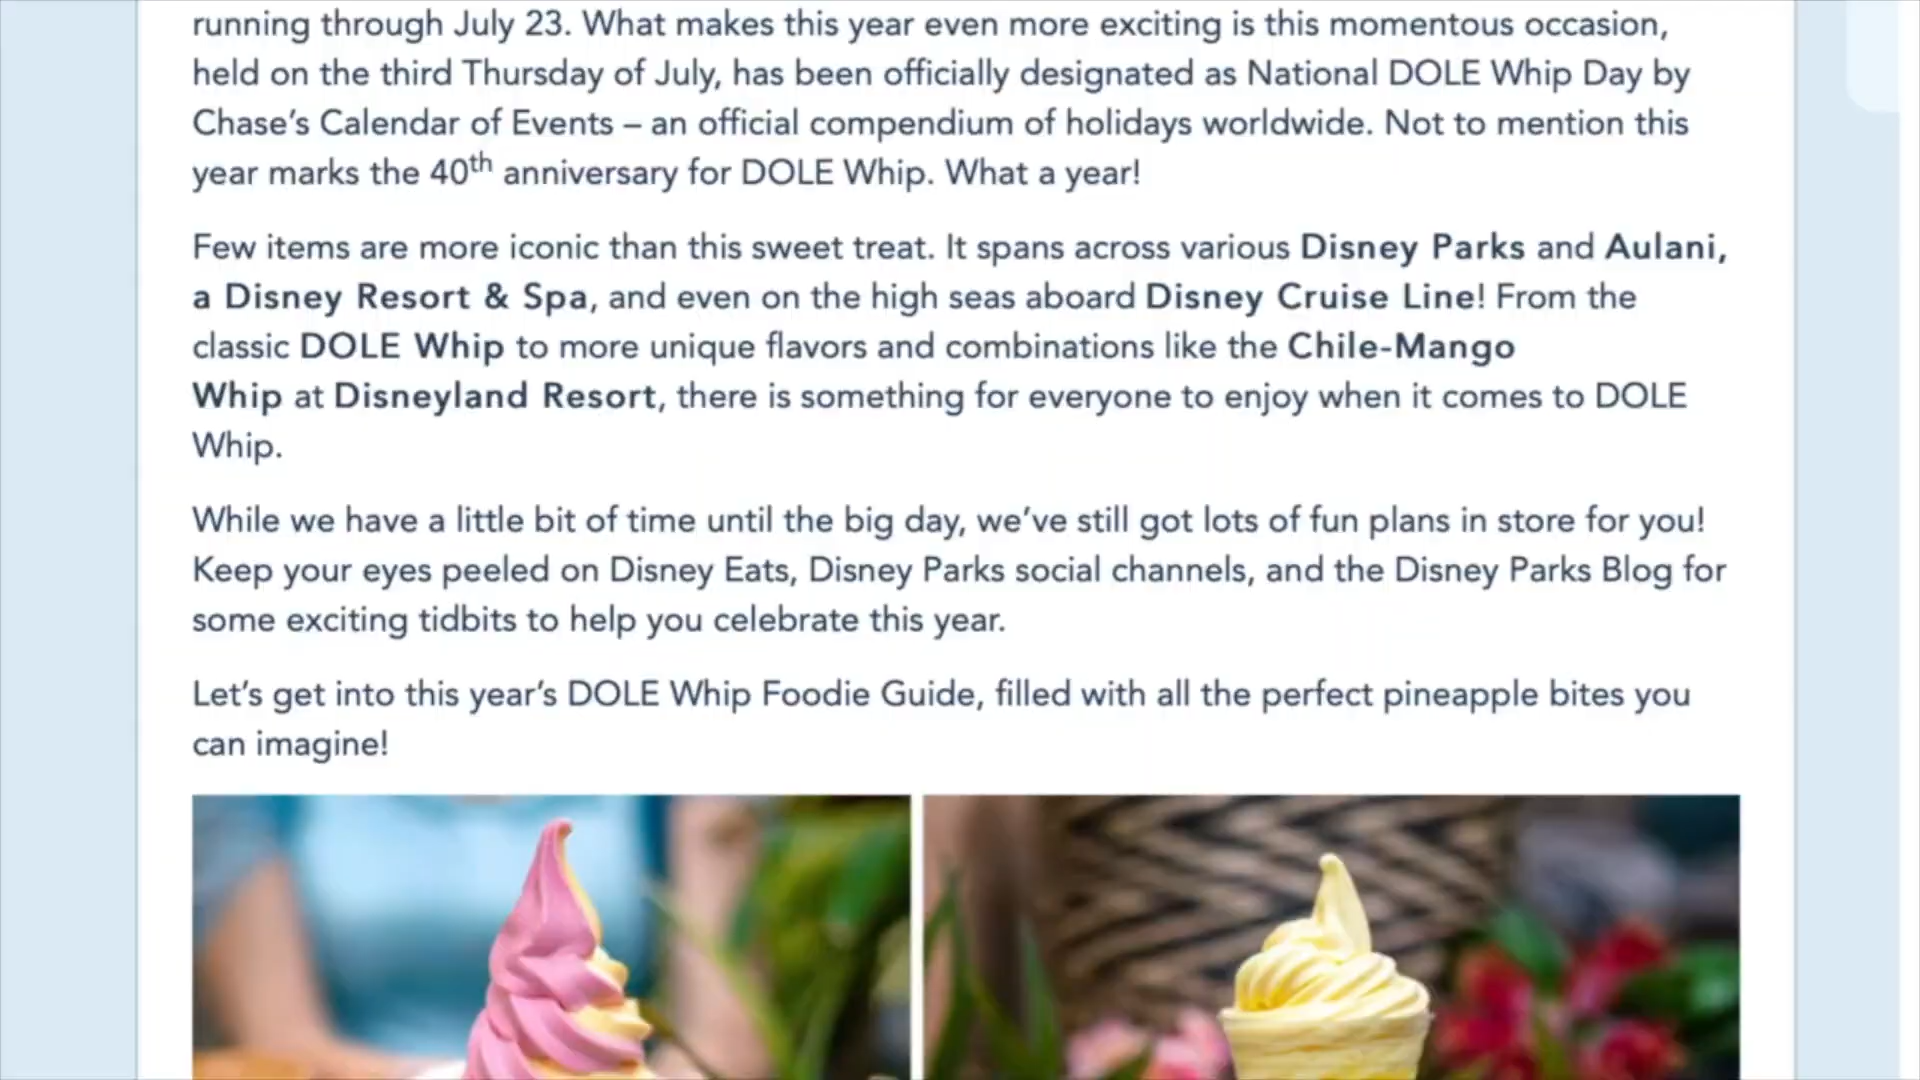 running through July 23. What makes this year even more exciting is this momentous occasion,
held on the third Thursday of July, has been officially designated as National DOLE Whip Day by
Chase’s Calendar of Events – an official compendium of holidays worldwide. Not to mention this
year marks the 40th anniversary for DOLE Whip. What a year!
Few items are more iconic than this sweet treat. It spans across various Disney Parks and Aulani,
a Disney Resort & Spa, and even on the high seas aboard Disney Cruise Line! From the
classic DOLE Whip to more unique flavors and combinations like the Chile-Mango
Whip at Disneyland Resort, there is something for everyone to enjoy when it comes to DOLE
Whip.
While we have a little bit of time until the big day, we’ve still got lots of fun plans in store for you!
Keep your eyes peeled on Disney Eats, Disney Parks social channels, and the Disney Parks Blog for
some exciting tidbits to help you celebrate this year.
Let’s get into this year’s DOLE Whip Foodie Guide, filled with all the perfect pineapple bites you
can imagine!